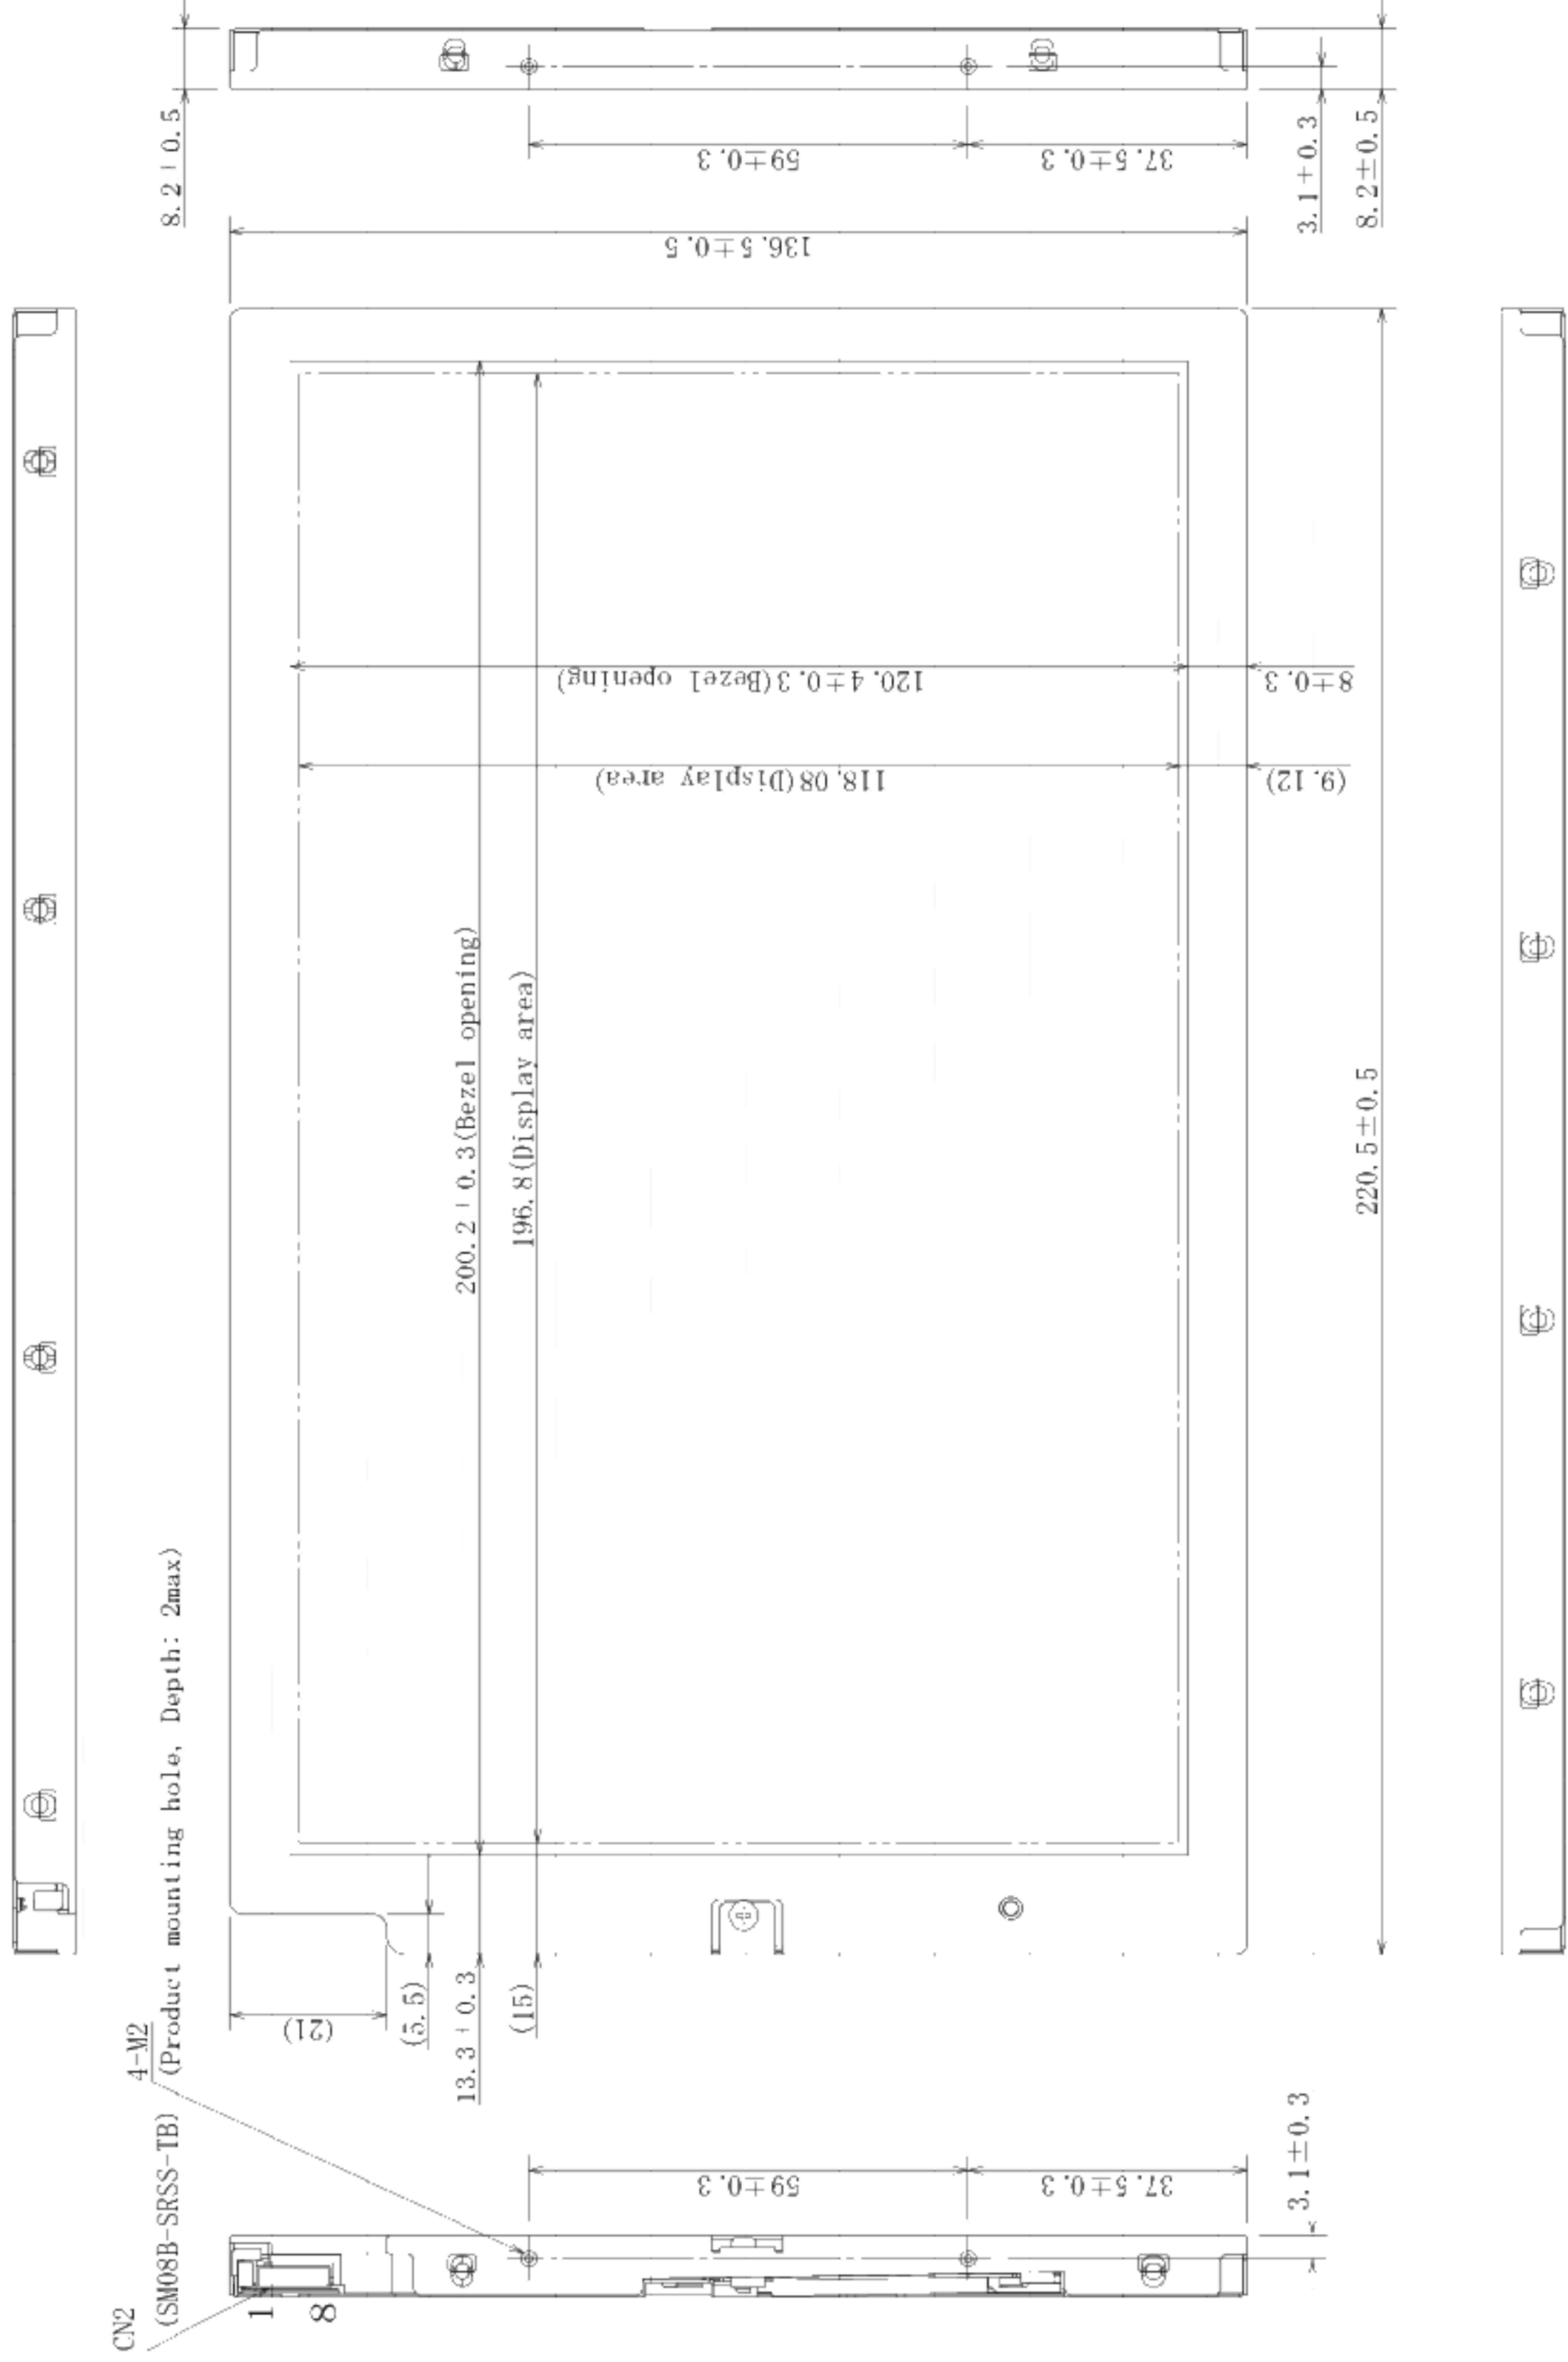 8.2±0.5
59±0.3
37.5±0.3
3.1±0.3
8.2±0.5
136.5±0.5
120.4±0.3(Bezel opening)
8±0.3
118.08(Display area)
(9.12)
200.2±0.3(Bezel opening)
196.8(Display area)
220.5±0.5
4-M2
(Product mounting hole, Depth: 2max)
(21)
(5.5)
13.3±0.3
(15)
CN2
(SM08B-SRSS-TB)
1
8
59±0.3
37.5±0.3
3.1±0.3